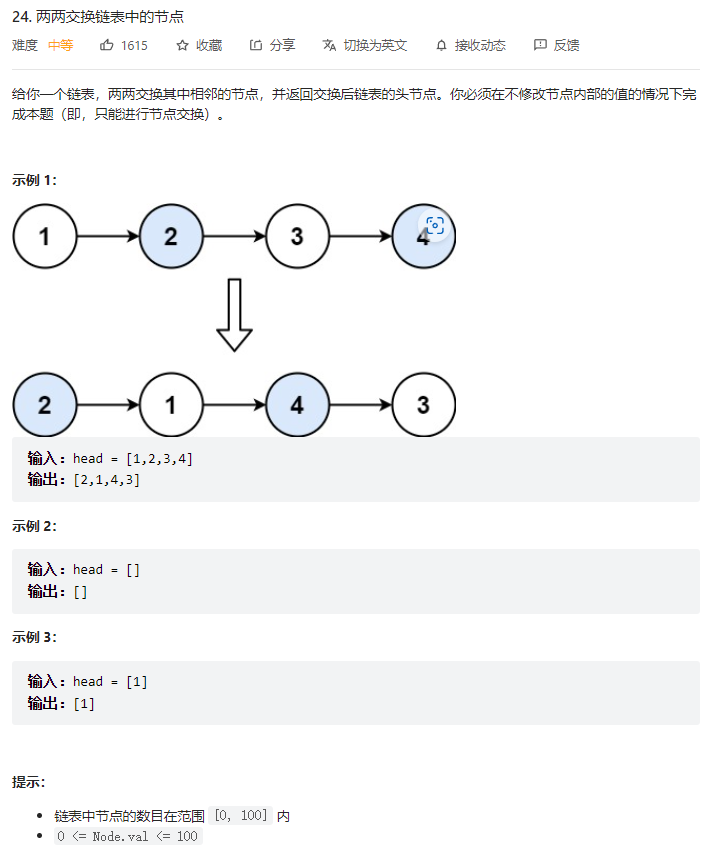 24. 两两交换链表中的节点
难度 中等 1615 收藏 分享 切换为英文 接收动态 反馈
给你一个链表，两两交换其中相邻的节点，并返回交换后链表的头节点。你必须在不修改节点内部的值的情况下完
成本题（即，只能进行节点交换）。
示例 1：
1 2 3 4
2 1 4 3
输入：head = [1,2,3,4]
输出：[2,1,4,3]
示例 2：
输入：head = []
输出：[]
示例 3：
输入：head = [1]
输出：[1]
提示：
链表中节点的数目在范围 [0, 100] 内
0 <= Node.val <= 100